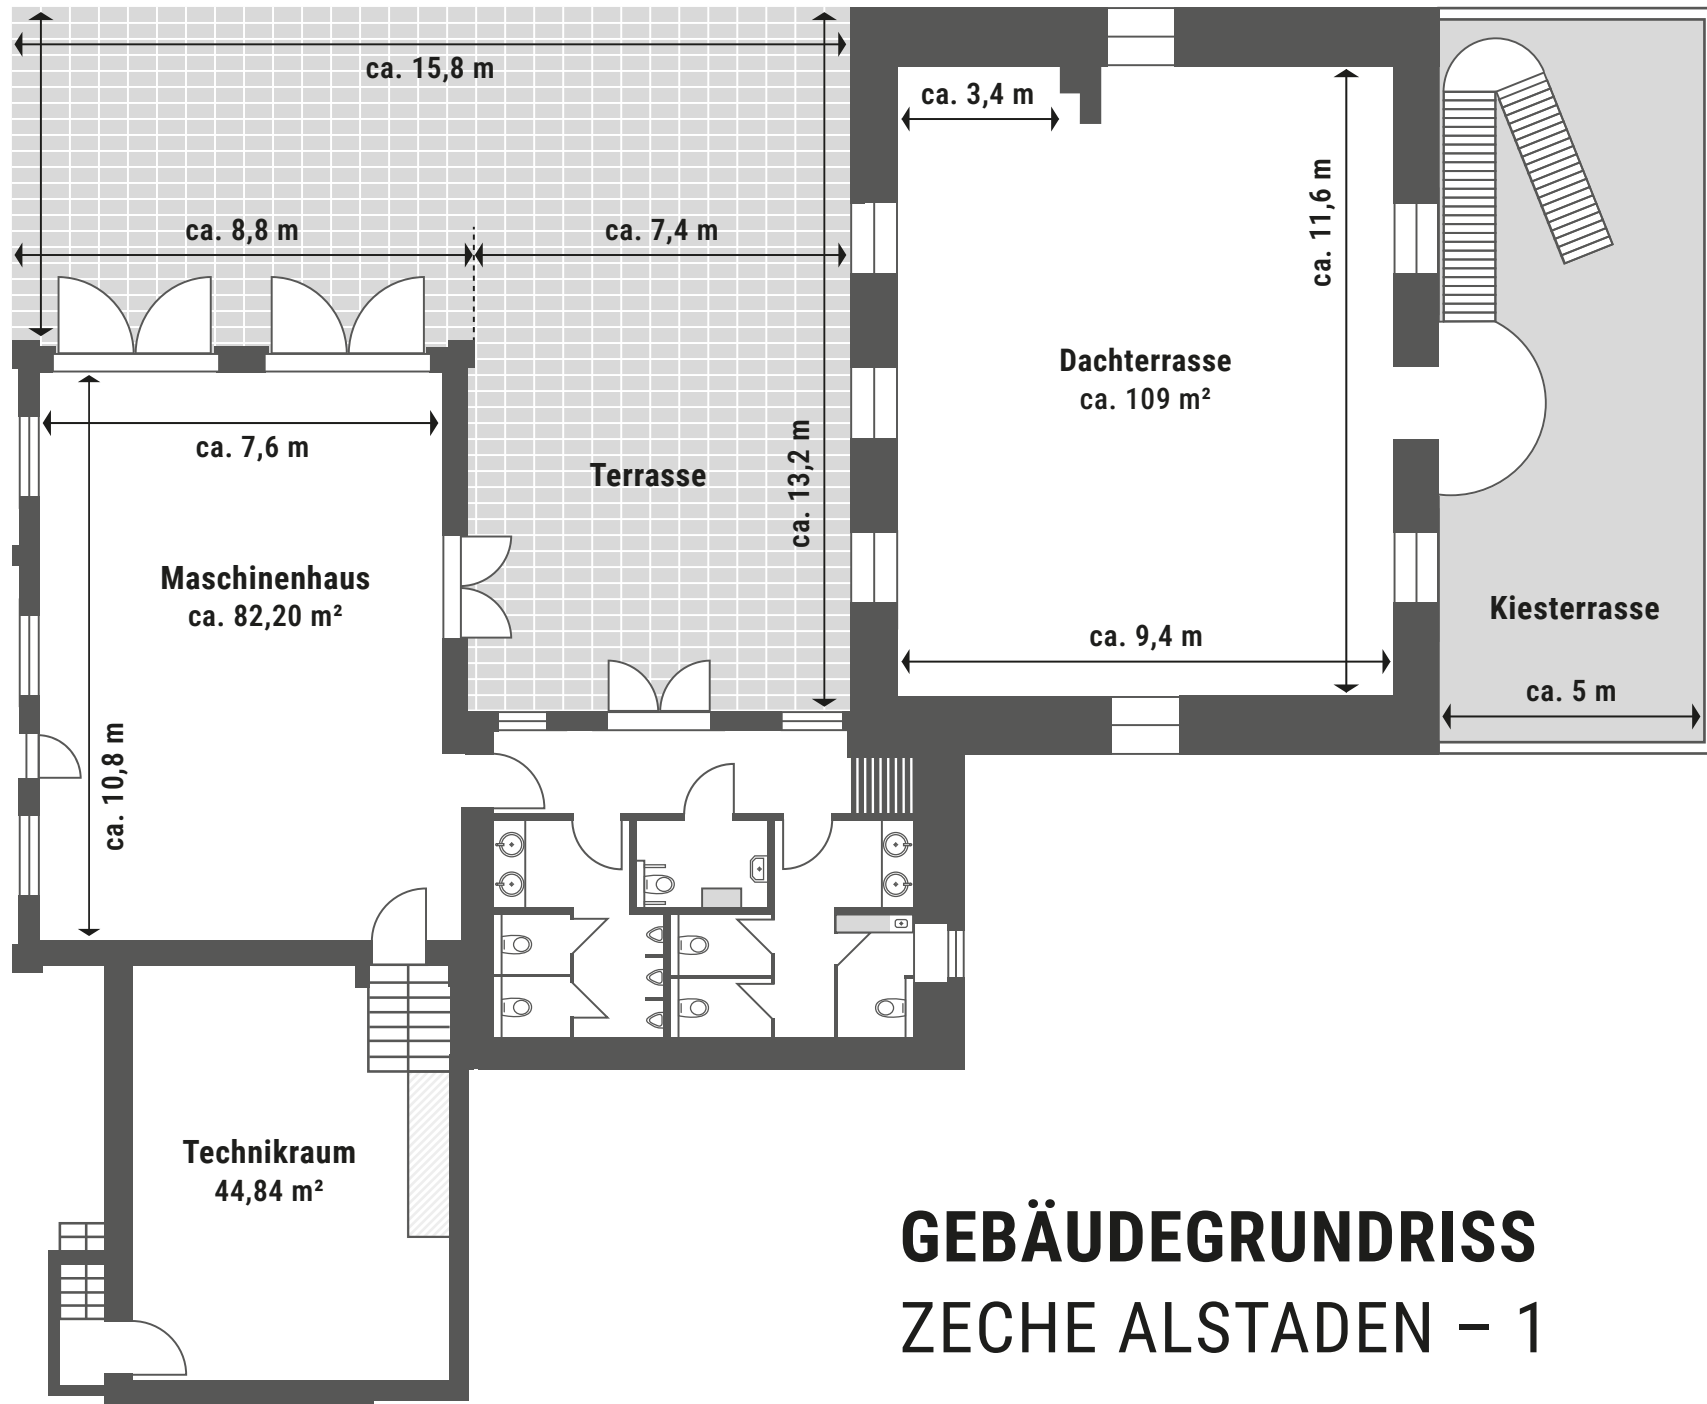 ca. 15,8 m
ca. 3,4 m
ca. 11,6 m
ca. 8,8 m
ca. 7,4 m
Dachterrasse
ca. 109 m²
ca. 7,6 m
Terrasse
ca. 13,2 m
Maschinenhaus
ca. 82,20 m²
Kiesterrasse
ca. 9,4 m
ca. 5 m
ca. 10,8 m
Technikraum
44,84 m²
GEBÄUDEGRUNDRISS
ZECHE ALSTADEN – 1